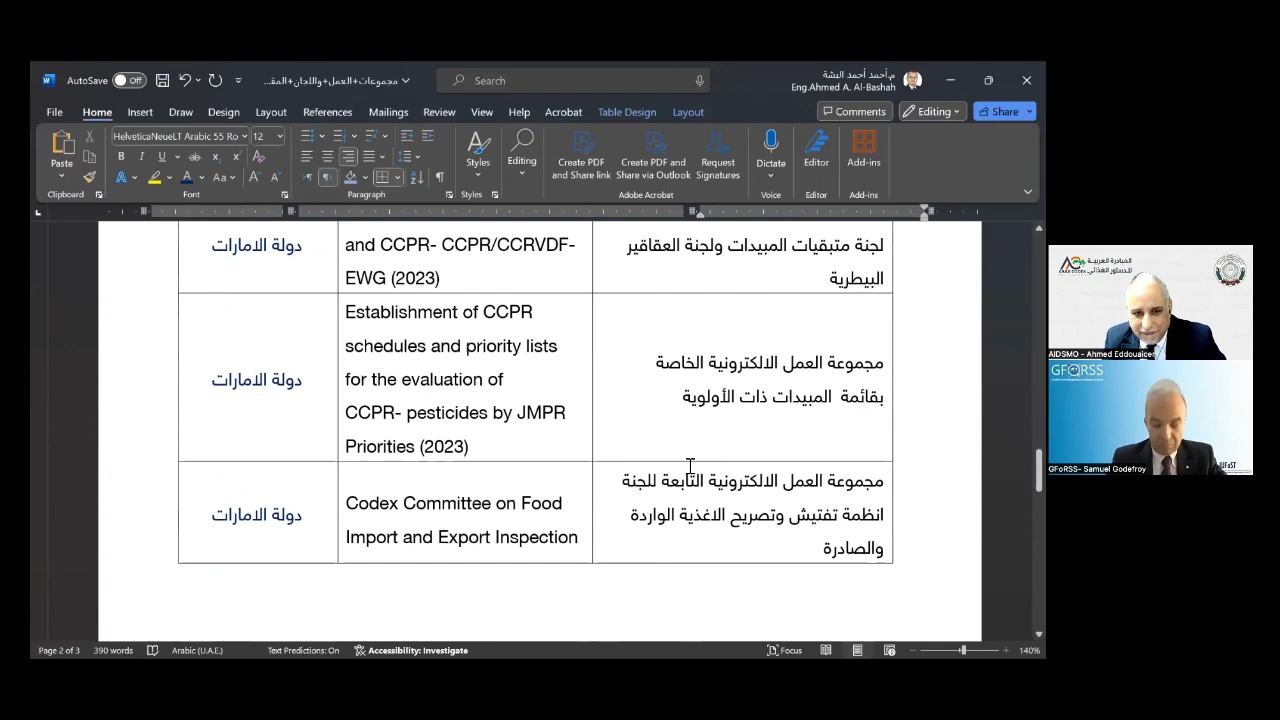 AutoSave
Off
مجموعات+العمل+واللجان+المق...
Search
م.أحمد أحمد البشة
Eng.Ahmed A. Al-Bashah
File
Home
Insert
Draw
Design
Layout
References
Mailings
Review
View
Help
Acrobat
Table Design
Layout
Comments
Editing
Share
HelveticaNeueLT Arabic 55 Ro
12
Paste
Clipboard
Font
Paragraph
Styles
Styles
Editing
Create PDF
and Share link
Create PDF and
Share via Outlook
Request
Signatures
Adobe Acrobat
Dictate
Voice
Editor
Editor
Add-ins
Add-ins
لجنة متبقيات المبيدات ولجنة العقاقير
البيطرية
and CCPR- CCPR/CCRVDF-
EWG (2023)
دولة الامارات
مجموعة العمل الالكترونية الخاصة
بقائمة المبيدات ذات الأولوية
Establishment of CCPR
schedules and priority lists
for the evaluation of
CCPR- pesticides by JMPR
Priorities (2023)
دولة الامارات
مجموعة العمل الالكترونية التابعة للجنة
انظمة تفتيش وتصريح الاغذية الواردة
والصادرة
Codex Committee on Food
Import and Export Inspection
دولة الامارات
Page 2 of 3
390 words
Arabic (U.A.E.)
Text Predictions: On
Accessibility: Investigate
Focus
140%
ARAB CODEX
المبادرة العربية
للدستور الغذائي
AIDSMO - Ahmed Eddouaicer
GFoRSS
IUFoST
GFoRSS- Samuel Godefroy